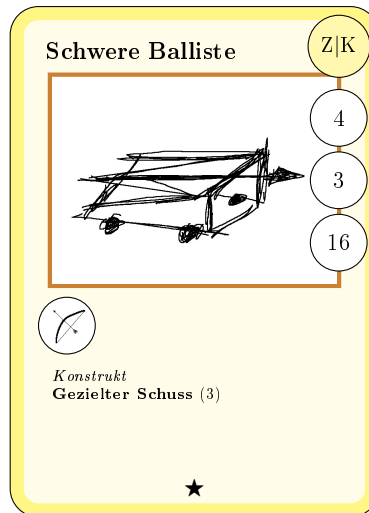 Schwere Balliste
Z|K
4
3
16
Konstrukt
Gezielter Schuss (3)